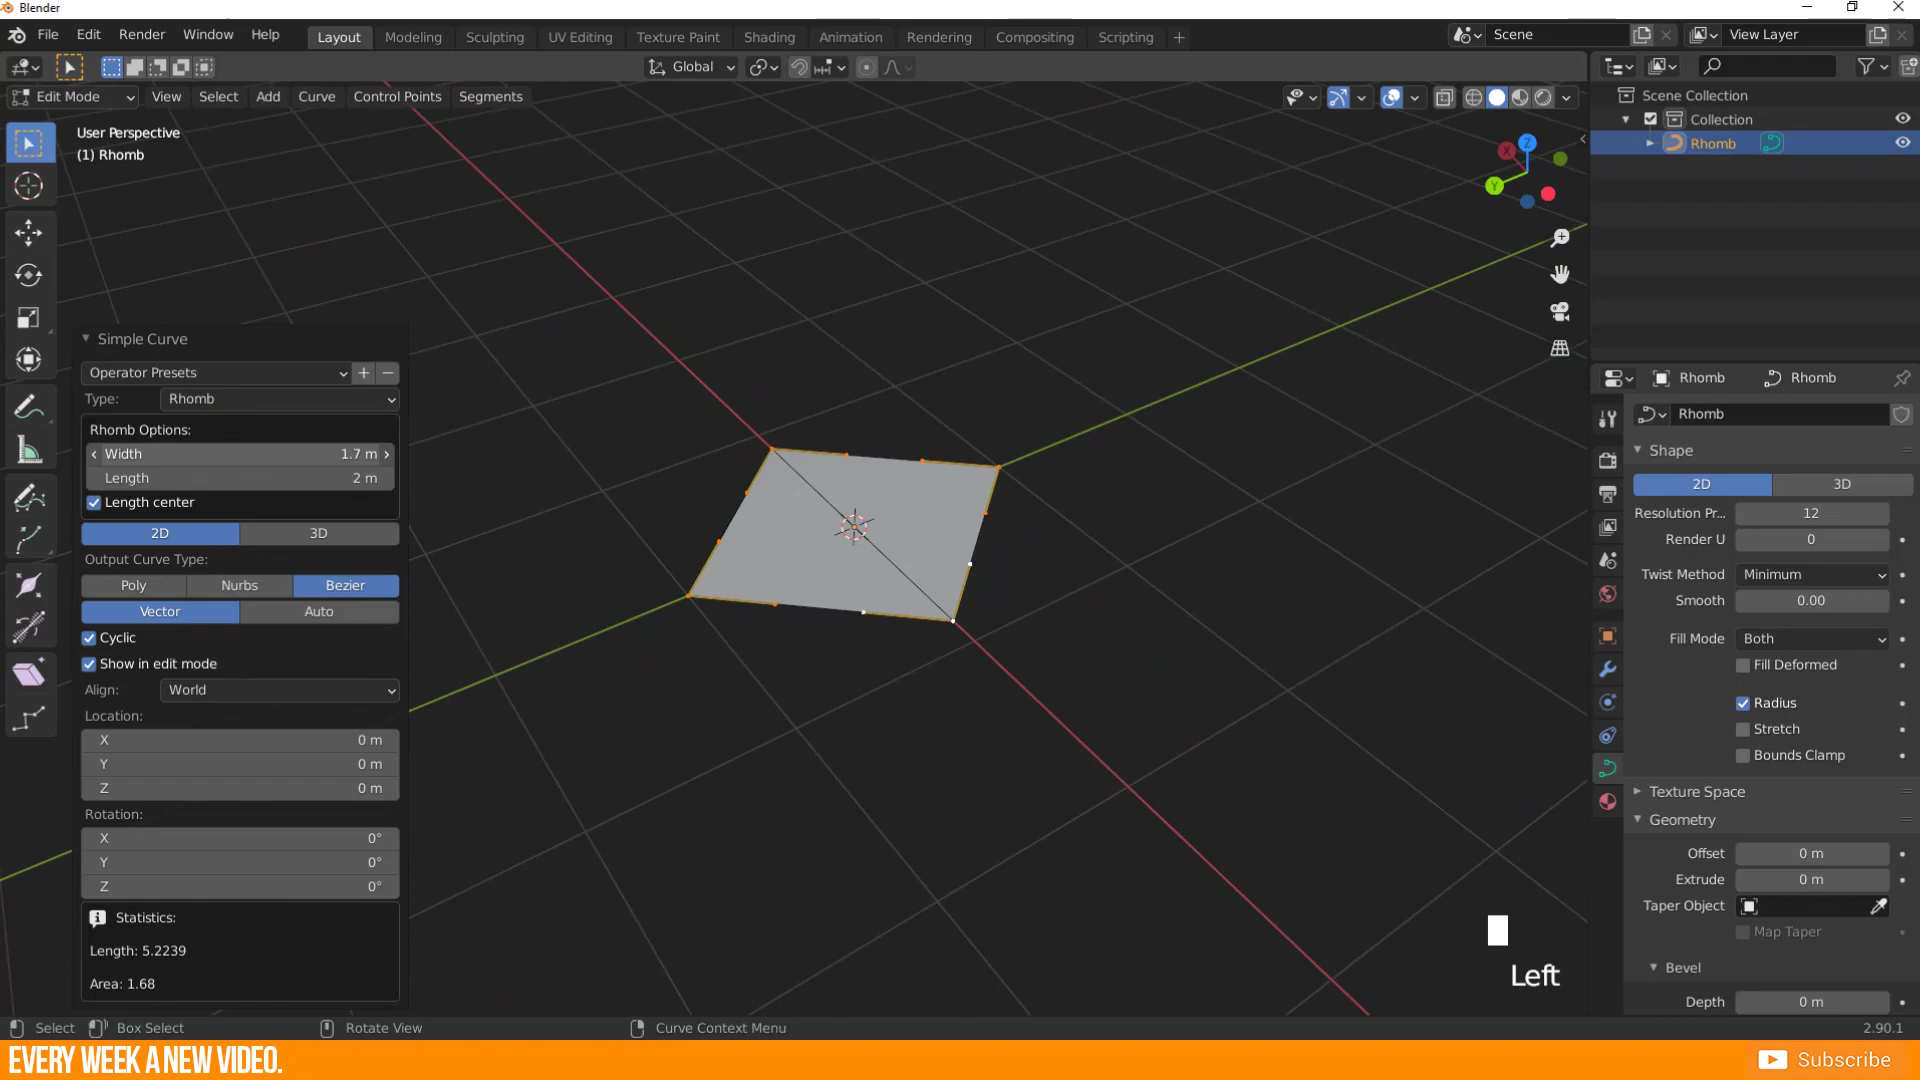 Blender
File Edit Render Window Help Layout Modeling Sculpting UV Editing Texture Paint Shading Animation Rendering Compositing Scripting + Scene View Layer
Global
Edit Mode View Select Add Curve Control Points Segments
User Perspective
(1) Rhomb
Z
X
Y
Scene Collection
Collection
Rhomb
Simple Curve
Operator Presets
Type: Rhomb
Rhomb Options:
Width 1.7 m
Length 2 m
Length center
2D 3D
Output Curve Type:
Poly Nurbs Bezier
Vector Auto
Cyclic
Show in edit mode
Align: World
Location:
X 0 m
Y 0 m
Z 0 m
Rotation:
X 0°
Y 0°
Z 0°
Statistics:
Length: 5.2239
Area: 1.68
Rhomb Rhomb
Rhomb
Shape
2D 3D
Resolution Pr... 12
Render U 0
Twist Method Minimum
Smooth 0.00
Fill Mode Both
Fill Deformed
Radius
Stretch
Bounds Clamp
Texture Space
Geometry
Offset 0 m
Extrude 0 m
Taper Object
Map Taper
Bevel
Depth 0 m
Left
Select Box Select Rotate View Curve Context Menu 2.90.1
EVERY WEEK A NEW VIDEO. Subscribe